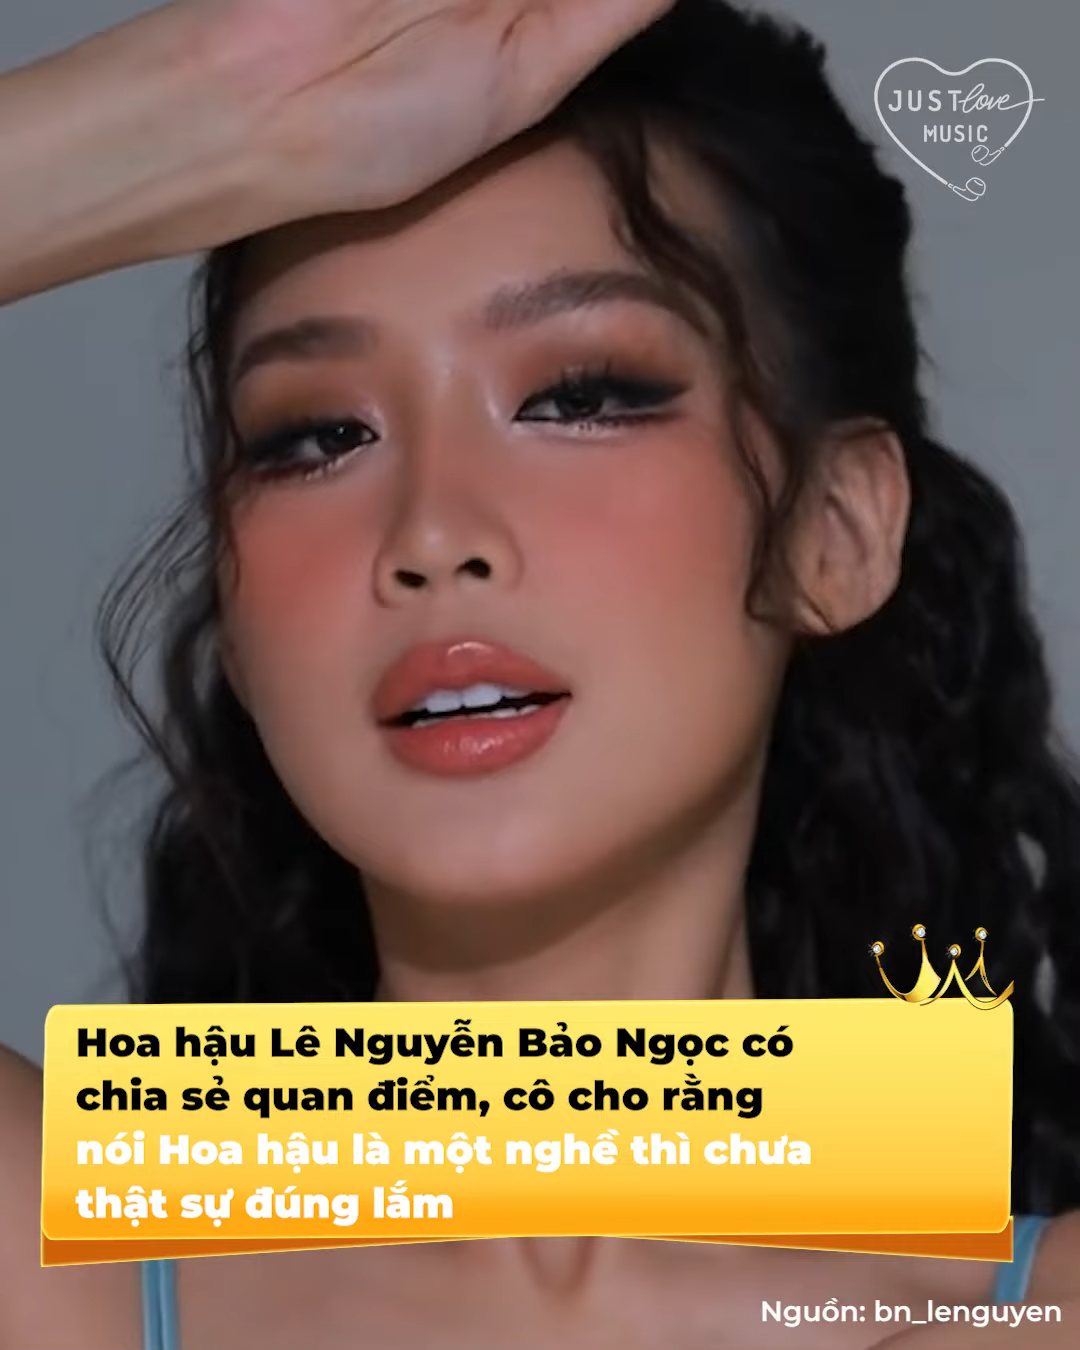 JUST love
MUSIC
Hoa hậu Lê Nguyễn Bảo Ngọc có
chia sẻ quan điểm, cô cho rằng
nói Hoa hậu là một nghề thì chưa
thật sự đúng lắm
Nguồn: bn_lenguyen